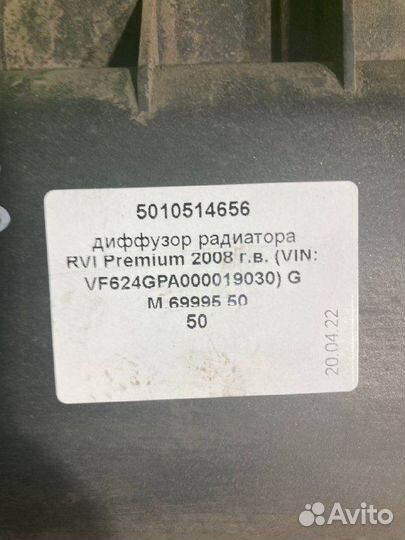 5010514656
диффузор радиатора
RVI Premium 2008 г.в. (VIN:
VF624GPA000019030) G
M 69995 50
50
20.04.22
Avito